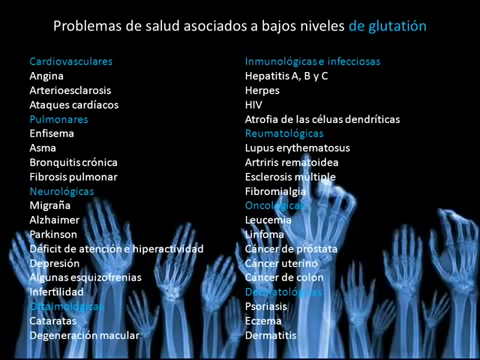 Problemas de salud asociados a bajos niveles de glutatión
Cardiovasculares
Angina
Arterioesclarosis
Ataques cardíacos
Pulmonares
Enfisema
Asma
Bronquitis crónica
Fibrosis pulmonar
Neurológicas
Migraña
Alzhaimer
Parkinson
Déficit de atención e hiperactividad
Depresión
Algunas esquizofrenias
Infertilidad
Oftalmológicas
Cataratas
Degeneración macular
Inmunológicas e infecciosas
Hepatitis A, B y C
Herpes
HIV
Atrofia de las céluas dendríticas
Reumatológicas
Lupus erythematosus
Artriris rematoidea
Esclerosis múltiple
Fibromialgia
Oncológicas
Leucemia
Linfoma
Cáncer de próstata
Cáncer uterino
Cáncer de colon
Dermatológicas
Psoriasis
Eczema
Dermatitis